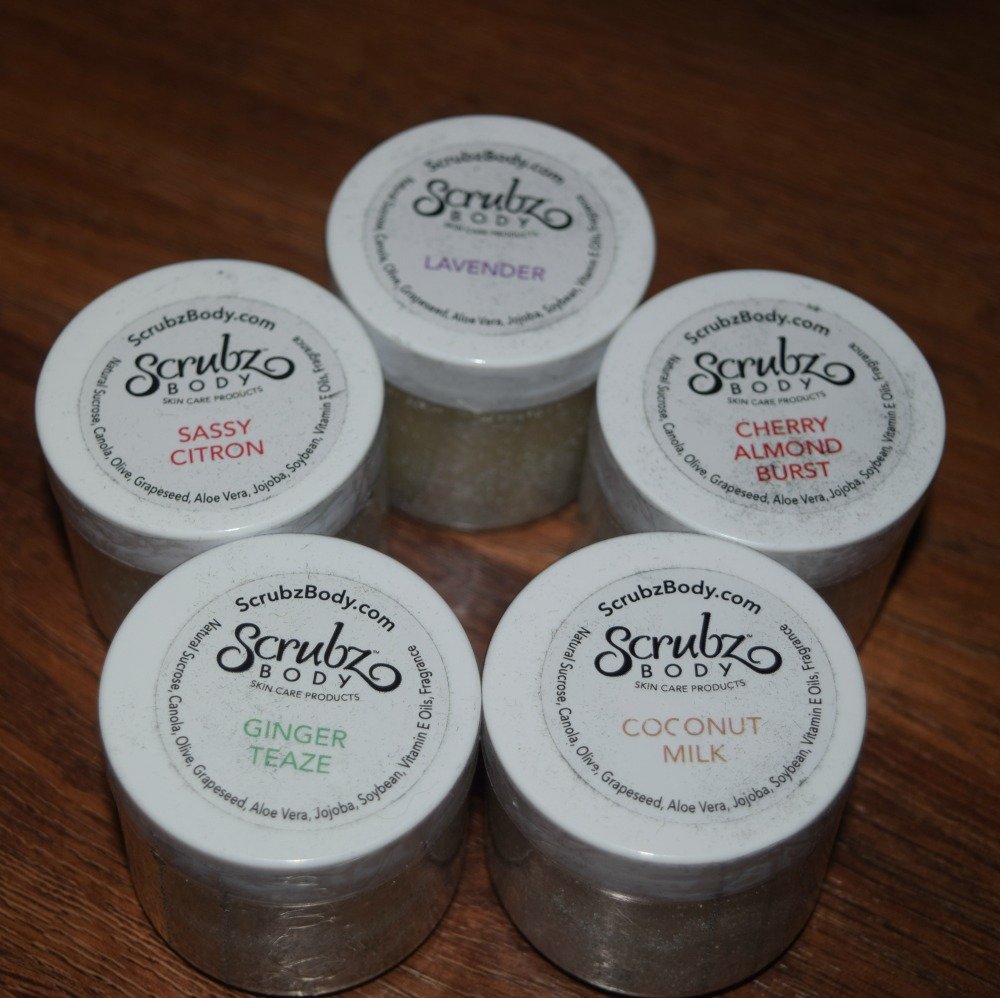 ScrubzBody.com
Scrubz
BODY
SKIN CARE PRODUCTS
LAVENDER
Natural Sucrose, Canola, Olive, Grapeseed, Aloe Vera, Jojoba, Soybean, Vitamin E Oils, Fragrance
ScrubzBody.com
Scrubz
BODY
SKIN CARE PRODUCTS
SASSY
CITRON
Natural Sucrose, Canola, Olive, Grapeseed, Aloe Vera, Jojoba, Soybean, Vitamin E Oils, Fragrance
ScrubzBody.com
Scrubz
BODY
SKIN CARE PRODUCTS
CHERRY
ALMOND
BURST
Natural Sucrose, Canola, Olive, Grapeseed, Aloe Vera, Jojoba, Soybean, Vitamin E Oils, Fragrance
ScrubzBody.com
Scrubz™
BODY
SKIN CARE PRODUCTS
GINGER
TEAZE
Natural Sucrose, Canola, Olive, Grapeseed, Aloe Vera, Jojoba, Soybean, Vitamin E Oils, Fragrance
ScrubzBody.com
Scrubz™
BODY
SKIN CARE PRODUCTS
COCONUT
MILK
Natural Sucrose, Canola, Olive, Grapeseed, Aloe Vera, Jojoba, Soybean, Vitamin E Oils, Fragrance